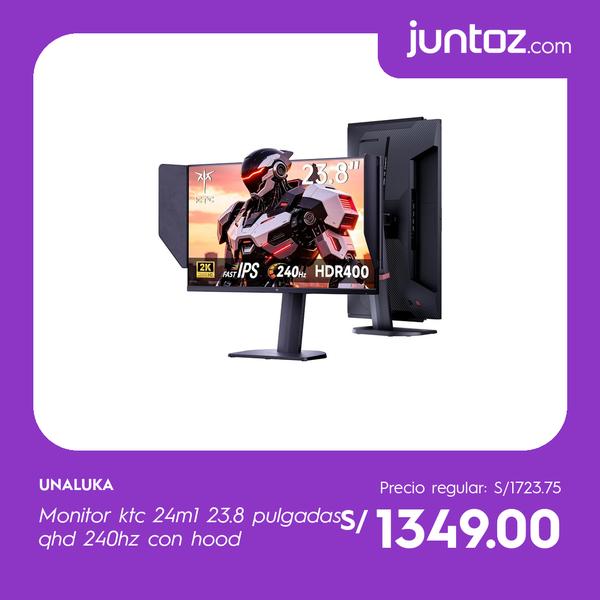 juntoz.com
23.8"
KTC
2K
FAST IPS
240Hz
HDR400
UNALUKA
Monitor ktc 24m1 23.8 pulgadas
qhd 240hz con hood
Precio regular: S/1723.75
S/ 1349.00